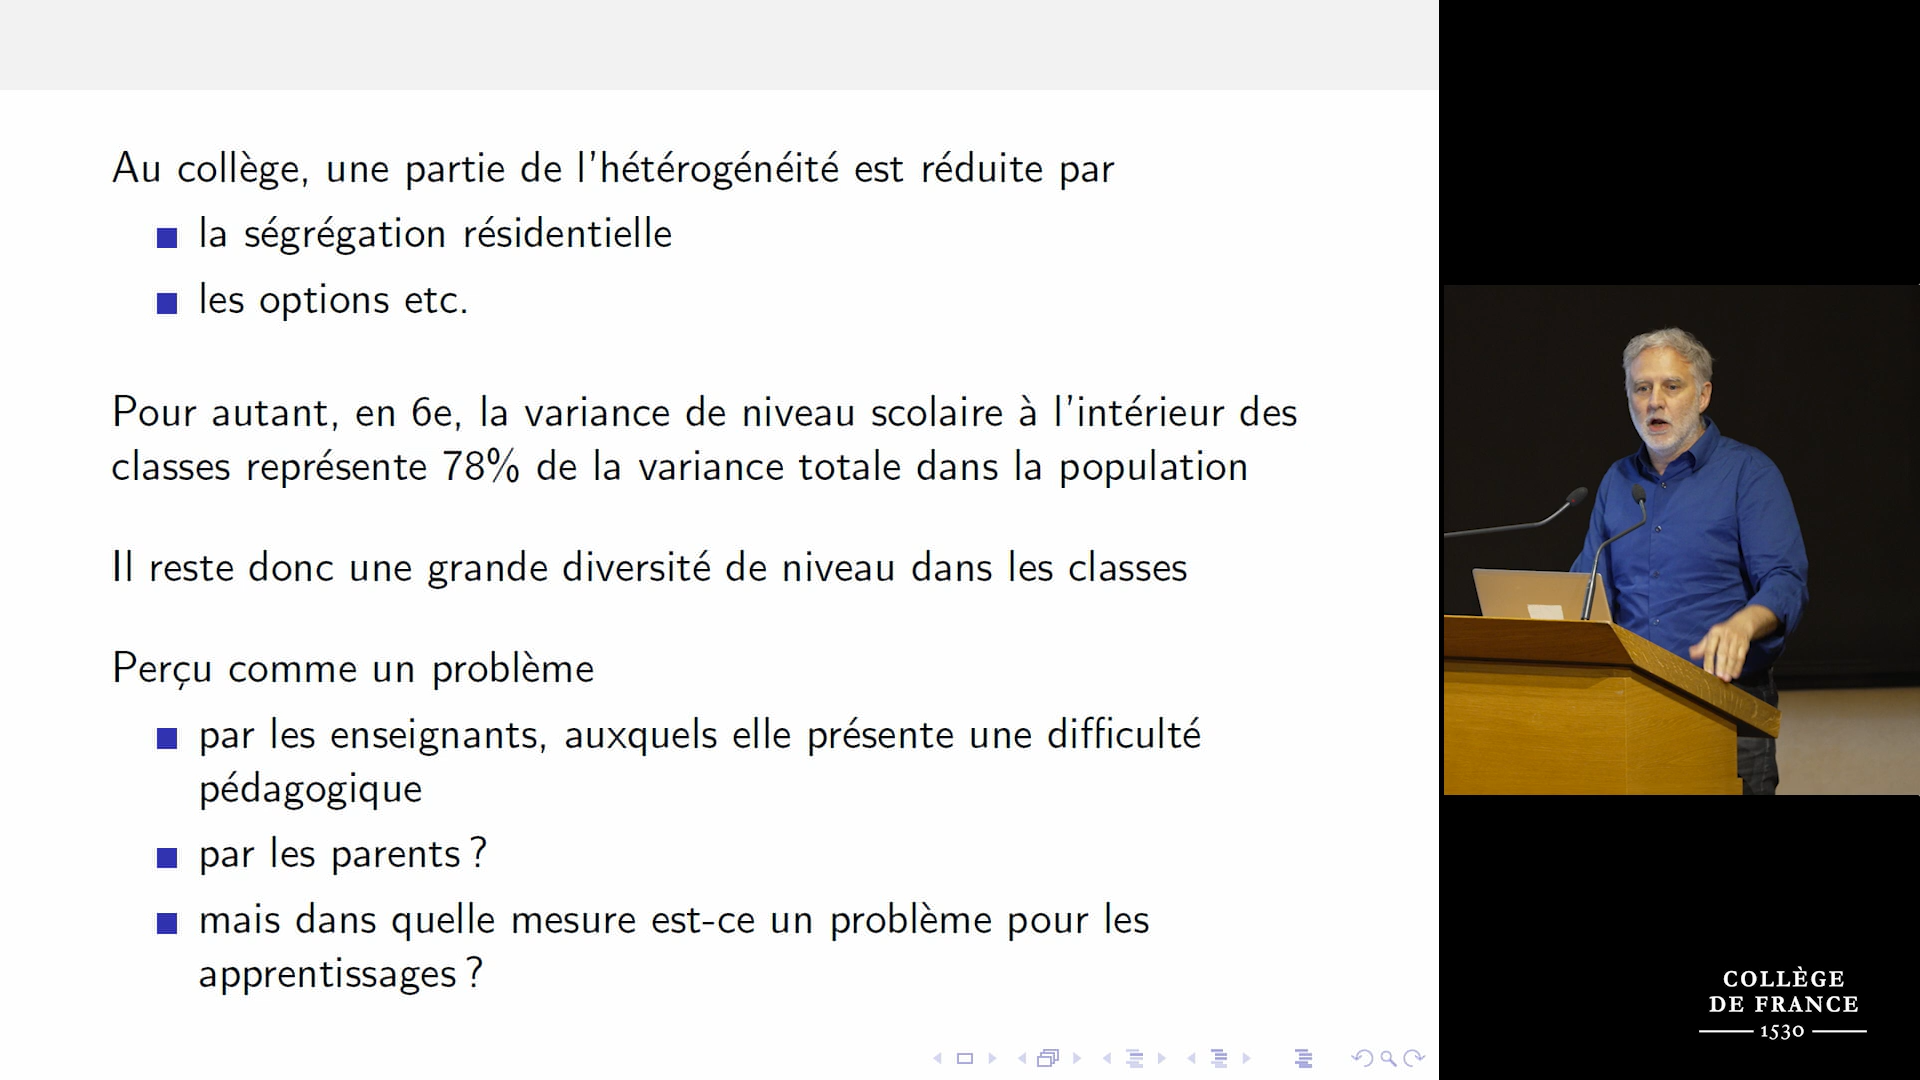 Au collège, une partie de l'hétérogénéité est réduite par
la ségrégation résidentielle
les options etc.
Pour autant, en 6e, la variance de niveau scolaire à l'intérieur des
classes représente 78% de la variance totale dans la population
Il reste donc une grande diversité de niveau dans les classes
Perçu comme un problème
par les enseignants, auxquels elle présente une difficulté
pédagogique
par les parents ?
mais dans quelle mesure est-ce un problème pour les
apprentissages ?
COLLÈGE
DE FRANCE
1530